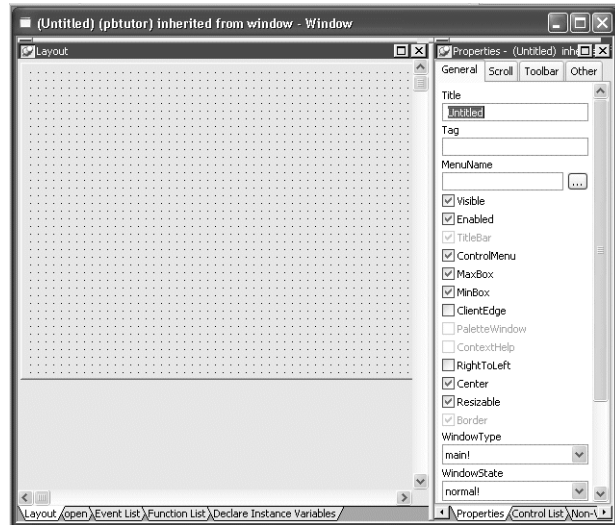 (Untitled) (pbtutor) inherited from window - Window
Layout
Properties - (Untitled) inh
General Scroll Toolbar Other
Title
Untitled
Tag
MenuName
...
Visible
Enabled
TitleBar
ControlMenu
MaxBox
MinBox
ClientEdge
PaletteWindow
ContextHelp
RightToLeft
Center
Resizable
Border
WindowType
main!
WindowState
normal!
Layout open Event List Function List Declare Instance Variables
Properties Control List Non-V